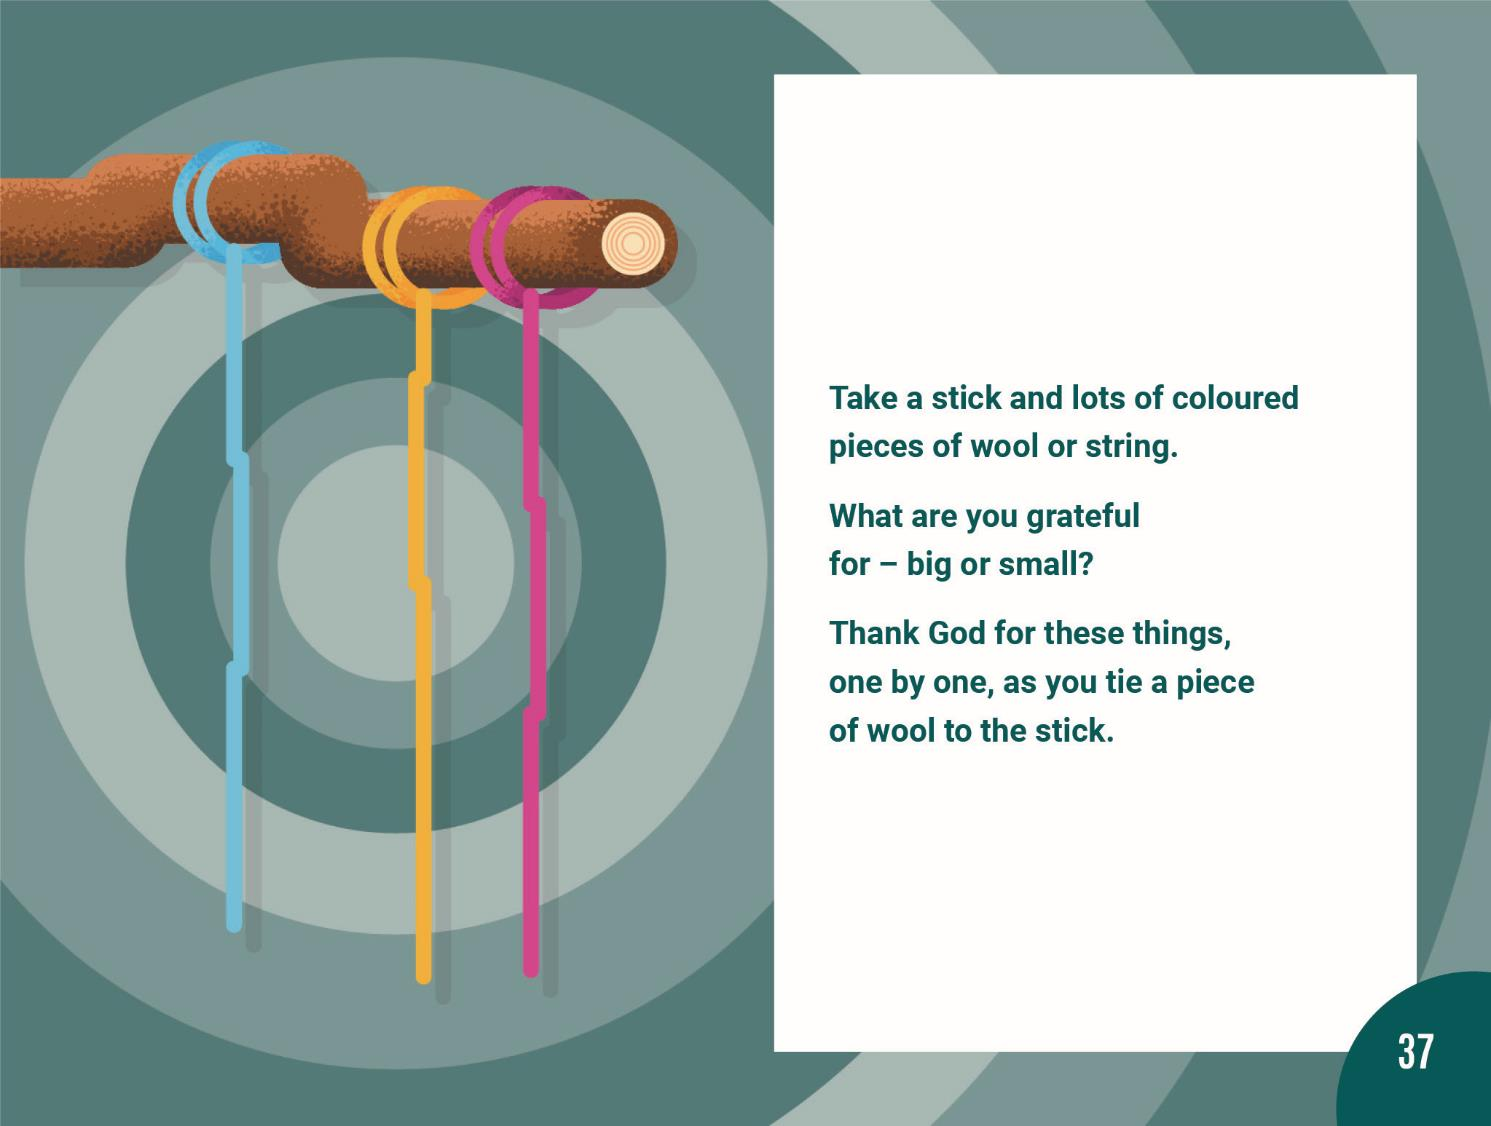 Take a stick and lots of coloured
pieces of wool or string.
What are you grateful
for – big or small?
Thank God for these things,
one by one, as you tie a piece
of wool to the stick.
37